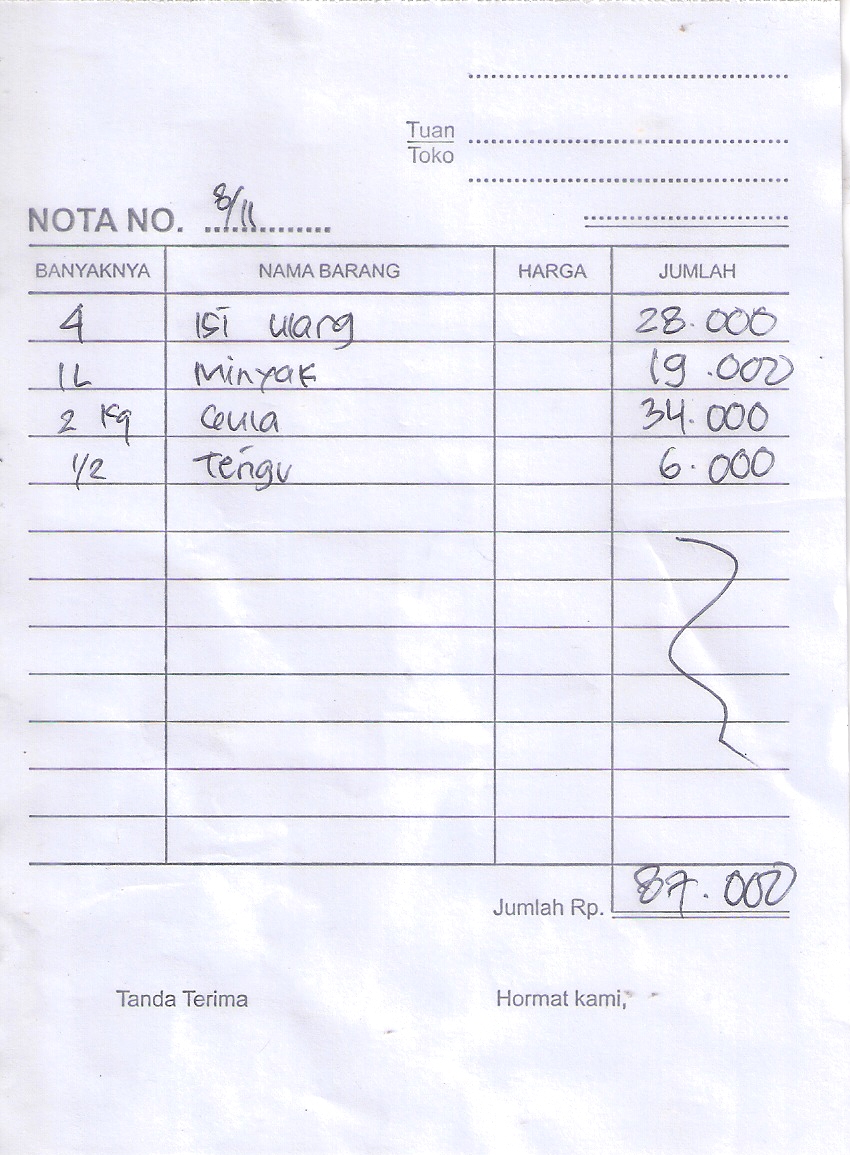 Tuan
Toko
NOTA NO. 8/11
BANYAKNYA NAMA BARANG HARGA JUMLAH
4 Isi ulang 28.000
1L Minyak 19.000
2 Kg Gula 34.000
1/2 Terigu 6.000
Jumlah Rp. 87.000
Tanda Terima Hormat kami,